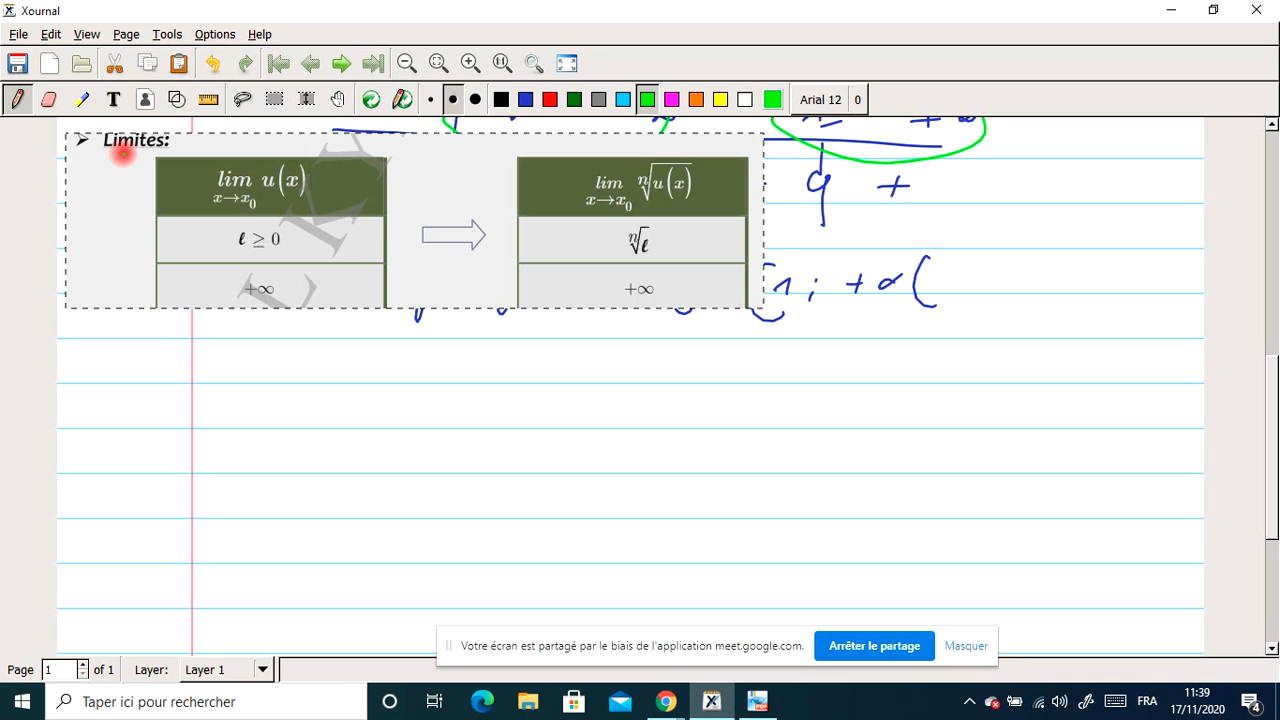 Xournal
File Edit View Page Tools Options Help
Arial 12 0
+ ∞
➤ Limites:
lim u(x) x→x₀
lim ⁿ√u(x) x→x₀
+
ℓ ≥ 0
ⁿ√ℓ
+∞
+∞
1 ; + ∝ (
L K Y
Votre écran est partagé par le biais de l'application meet.google.com. Arrêter le partage Masquer
Page 1 of 1 Layer: Layer 1
Taper ici pour rechercher
FRA
11:39
17/11/2020
4